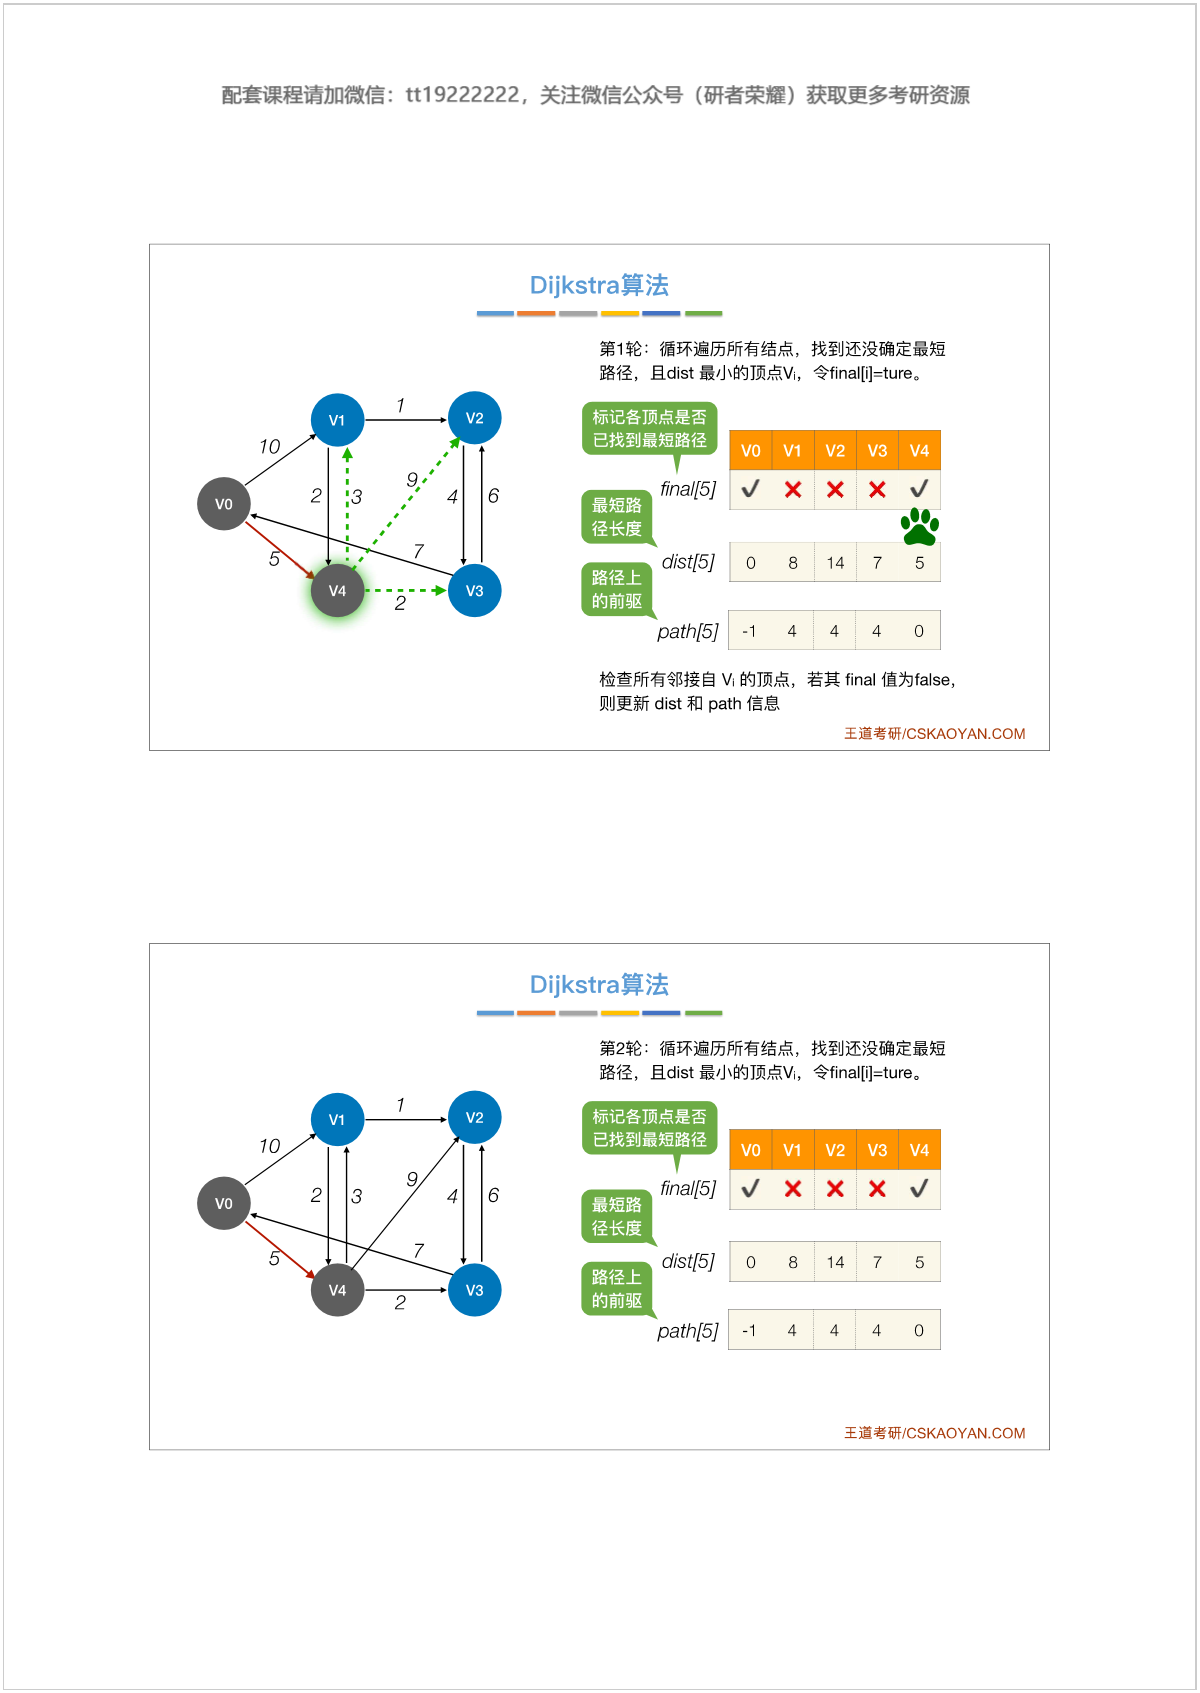 配套课程请加微信：tt19222222，关注微信公众号（研者荣耀）获取更多考研资源
Dijkstra算法
第1轮：循环遍历所有结点，找到还没确定最短
路径，且dist 最小的顶点Vi，令final[i]=ture。
标记各顶点是否
已找到最短路径
V0 V1 V2 V3 V4
final[5]
最短路
径长度
dist[5] 0 8 14 7 5
路径上
的前驱
path[5] -1 4 4 4 0
检查所有邻接自 Vi 的顶点，若其 final 值为false，
则更新 dist 和 path 信息
V1
1
V2
10
2
3
9
4
6
V0
5
7
V4
2
V3
王道考研/CSKAOYAN.COM
Dijkstra算法
第2轮：循环遍历所有结点，找到还没确定最短
路径，且dist 最小的顶点Vi，令final[i]=ture。
标记各顶点是否
已找到最短路径
V0 V1 V2 V3 V4
final[5]
最短路
径长度
dist[5] 0 8 14 7 5
路径上
的前驱
path[5] -1 4 4 4 0
V1
1
V2
10
2
3
9
4
6
V0
5
7
V4
2
V3
王道考研/CSKAOYAN.COM